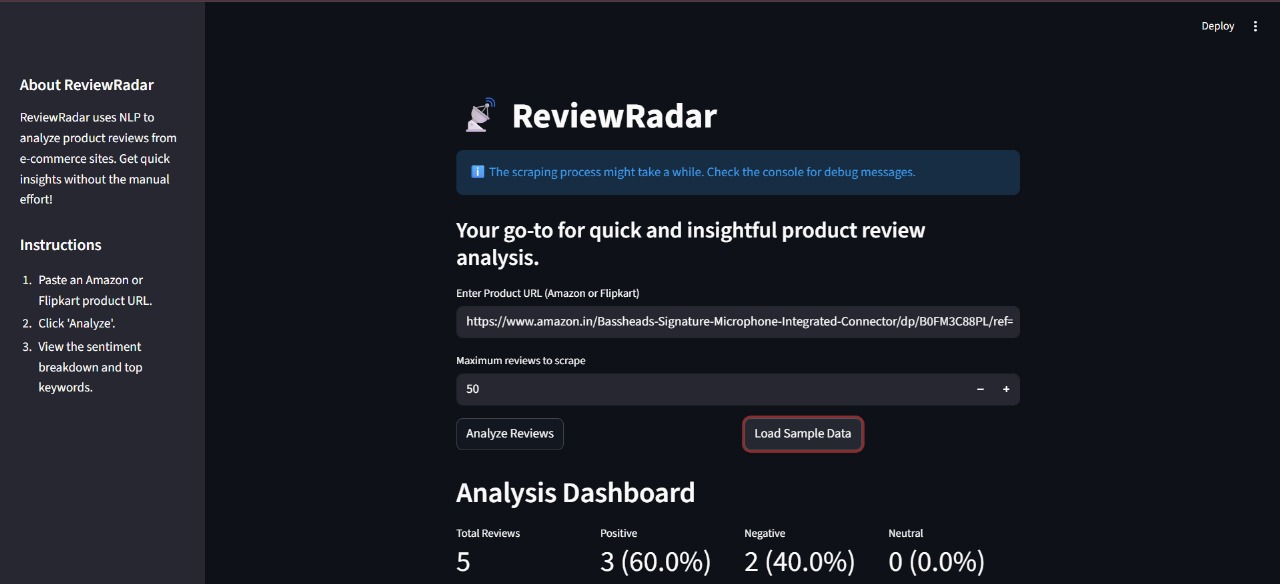 Deploy
About ReviewRadar
ReviewRadar uses NLP to
analyze product reviews from
e-commerce sites. Get quick
insights without the manual
effort!
Instructions
1. Paste an Amazon or
Flipkart product URL.
2. Click 'Analyze'.
3. View the sentiment
breakdown and top
keywords.
ReviewRadar
The scraping process might take a while. Check the console for debug messages.
Your go-to for quick and insightful product review
analysis.
Enter Product URL (Amazon or Flipkart)
https://www.amazon.in/Bassheads-Signature-Microphone-Integrated-Connector/dp/B0FM3C88PL/ref=
Maximum reviews to scrape
50
Analyze Reviews
Load Sample Data
Analysis Dashboard
Total Reviews Positive Negative Neutral
5 3 (60.0%) 2 (40.0%) 0 (0.0%)